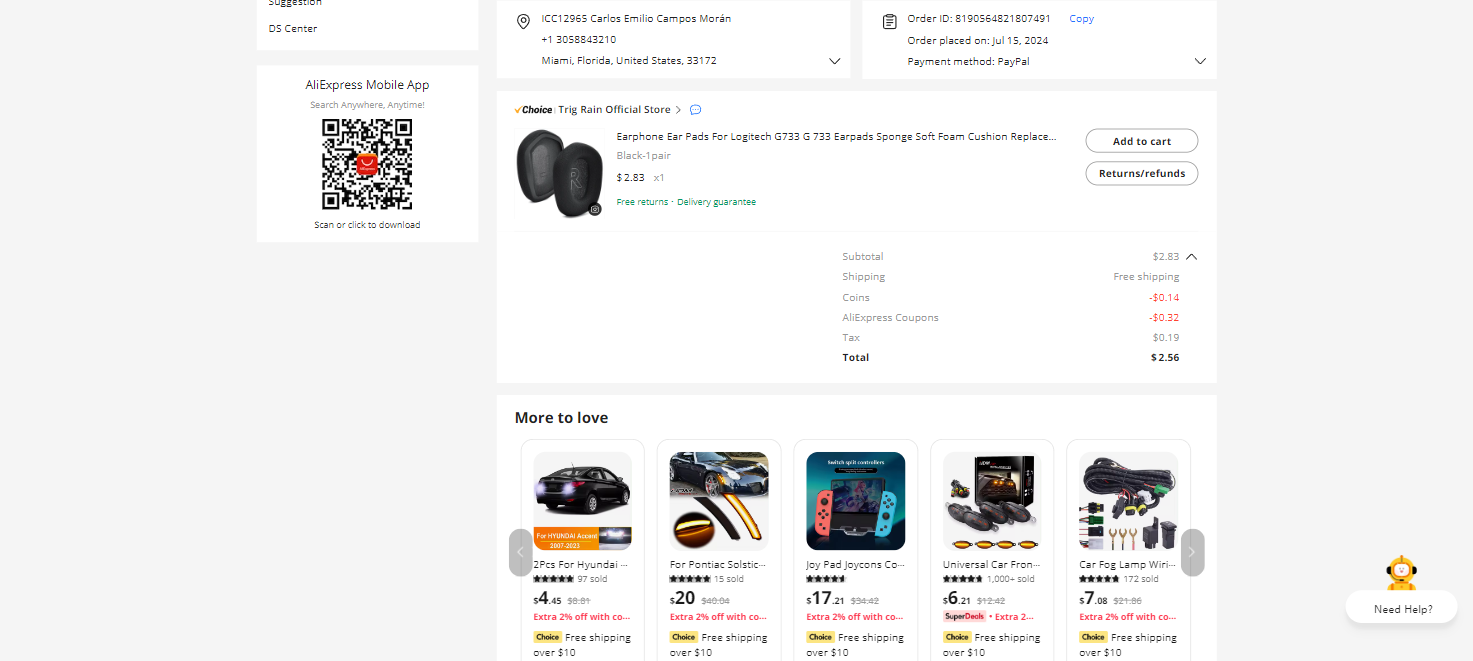 Suggestion
DS Center
AliExpress Mobile App
Search Anywhere, Anytime!
Scan or click to download
ICC12965 Carlos Emilio Campos Morán
+1 3058843210
Miami, Florida, United States, 33172
Order ID: 8190564821807491 Copy
Order placed on: Jul 15, 2024
Payment method: PayPal
Choice Trig Rain Official Store
Earphone Ear Pads For Logitech G733 G 733 Earpads Sponge Soft Foam Cushion Replace...
Black-1pair
$2.83 x1
Free returns · Delivery guarantee
Add to cart
Returns/refunds
Subtotal $2.83
Shipping Free shipping
Coins -$0.14
AliExpress Coupons -$0.32
Tax $0.19
Total $2.56
More to love
For HYUNDAI Accent
2007-2023
2Pcs For Hyundai ...
97 sold
$4.45 $8.81
Extra 2% off with co...
Choice Free shipping
over $10
For Pontiac Solstic...
15 sold
$20 $40.04
Extra 2% off with co...
Choice Free shipping
over $10
Switch split controllers
Joy Pad Joycons Co...
$17.21 $34.42
Extra 2% off with co...
Choice Free shipping
over $10
Universal Car Fron...
1,000+ sold
$6.21 $12.42
SuperDeals • Extra 2...
Choice Free shipping
over $10
Car Fog Lamp Wiri...
172 sold
$7.08 $21.86
Extra 2% off with co...
Choice Free shipping
over $10
Need Help?